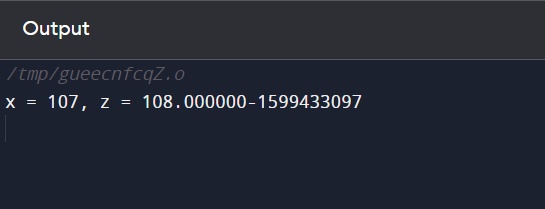 Output
/tmp/gueecnfcqZ.o
x = 107, z = 108.000000-1599433097